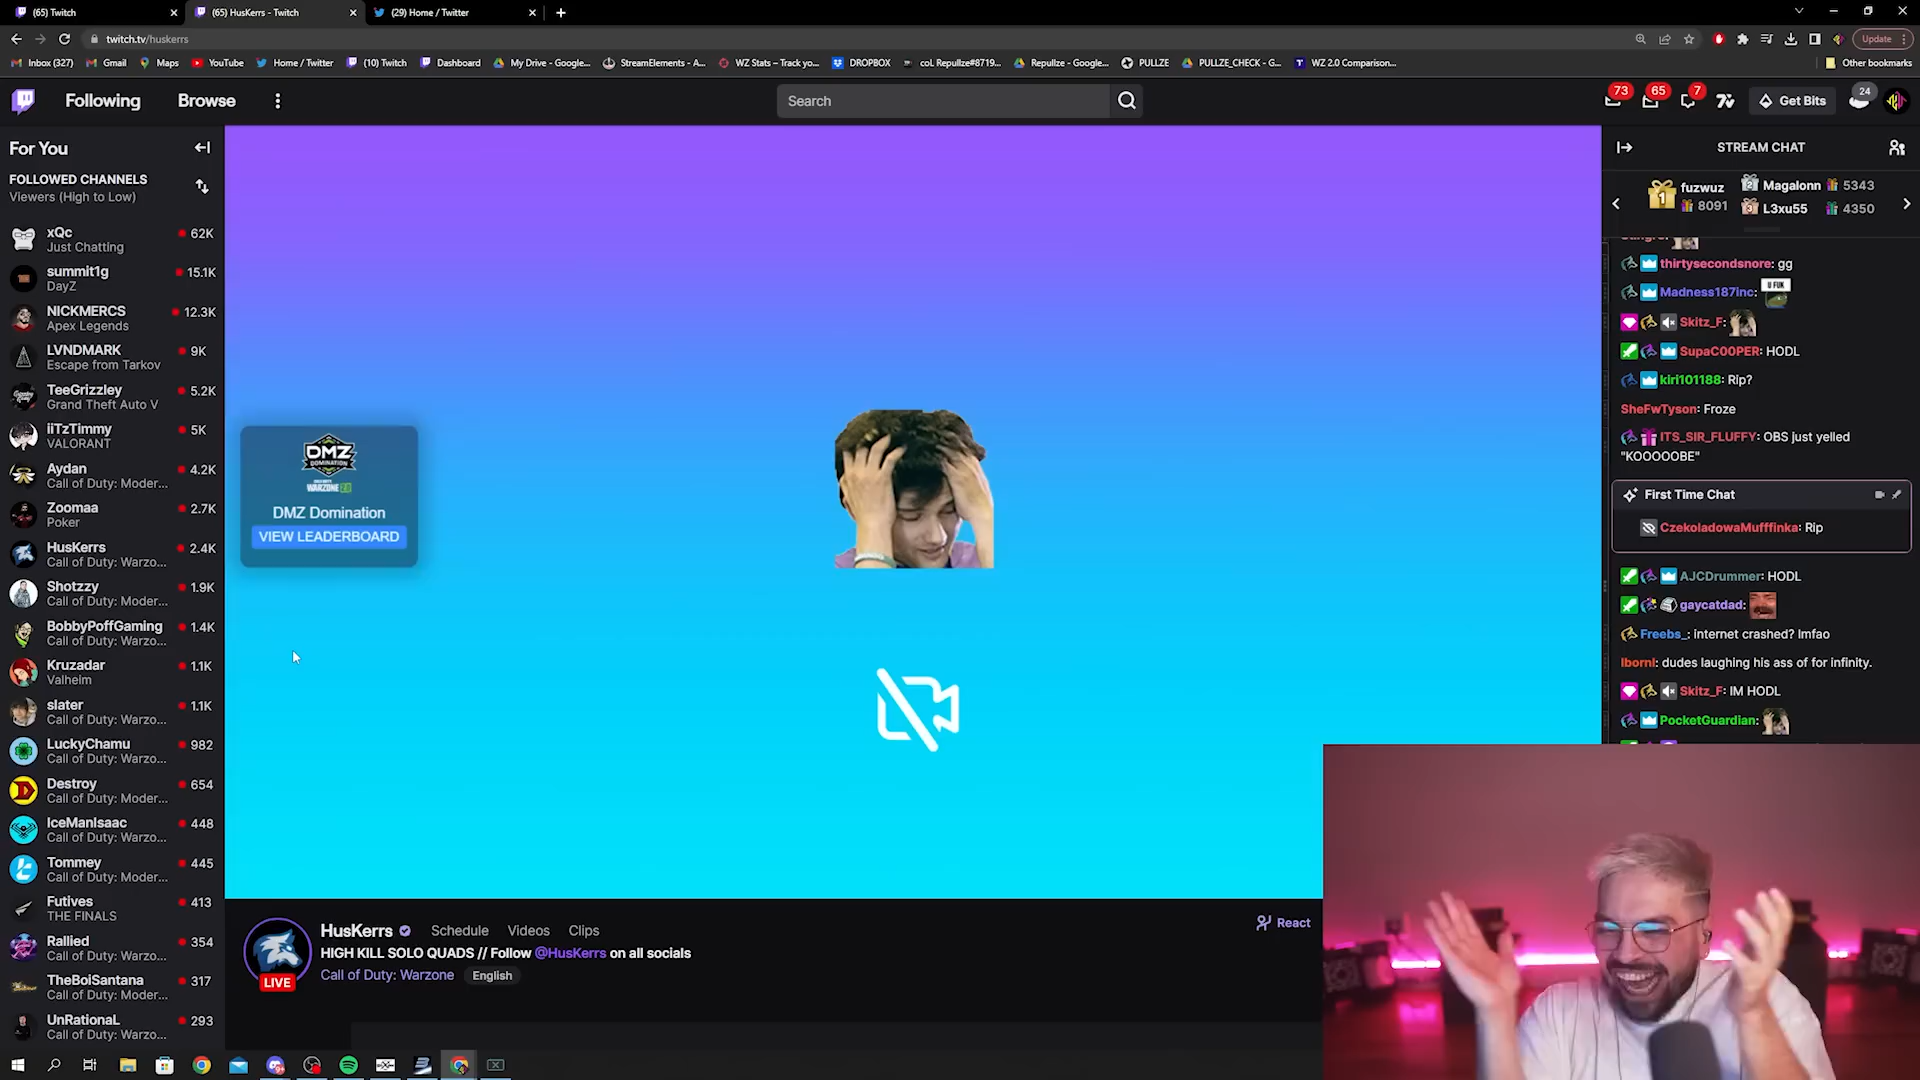 (65) Twitch
(65) HusKerrs - Twitch
(29) Home / Twitter
twitch.tv/huskerrs
Update
Inbox (327)
Gmail
Maps
YouTube
Home / Twitter
(10) Twitch
Dashboard
My Drive - Google...
StreamElements - A...
WZ Stats – Track yo...
DROPBOX
col. Repullze#8719...
Repullze - Google...
PULLZE
PULLZE_CHECK - G...
WZ 2.0 Comparison...
Other bookmarks
Following
Browse
Search
73
65
7
Get Bits
24
For You
FOLLOWED CHANNELS
Viewers (High to Low)
xQc
62K
Just Chatting
summit1g
15.1K
DayZ
NICKMERCS
12.3K
Apex Legends
LVNDMARK
9K
Escape from Tarkov
TeeGrizzley
5.2K
Grand Theft Auto V
iiTzTimmy
5K
VALORANT
Aydan
4.2K
Call of Duty: Moder...
Zoomaa
2.7K
Poker
HusKerrs
2.4K
Call of Duty: Warzo...
Shotzzy
1.9K
Call of Duty: Moder...
BobbyPoffGaming
1.4K
Call of Duty: Warzo...
Kruzadar
1.1K
Valheim
slater
1.1K
Call of Duty: Warzo...
LuckyChamu
982
Call of Duty: Warzo...
Destroy
654
Call of Duty: Moder...
IceManIsaac
448
Call of Duty: Warzo...
Tommey
445
Call of Duty: Moder...
Futives
413
THE FINALS
Rallied
354
Call of Duty: Warzo...
TheBoiSantana
317
Call of Duty: Moder...
UnRationaL
293
Call of Duty: Warzo...
DMZ
DOMINATION
WARZONE 2.0
DMZ Domination
VIEW LEADERBOARD
HusKerrs
Schedule
Videos
Clips
HIGH KILL SOLO QUADS // Follow @HusKerrs on all socials
Call of Duty: Warzone
English
LIVE
React
STREAM CHAT
1
fuzwuz
8091
2
Magalonn
5343
3
L3xu55
4350
thirtysecondsnore: gg
Madness187inc:
U FUK
Skitz_F:
SupaC00PER: HODL
kiri101188: Rip?
SheFwTyson: Froze
ITS_SIR_FLUFFY: OBS just yelled
"KOOOOOBE"
First Time Chat
CzekoladowaMufffinka: Rip
AJCDrummer: HODL
gaycatdad:
Freebs_: internet crashed? lmfao
lbornl: dudes laughing his ass of for infinity.
Skitz_F: IM HODL
PocketGuardian: